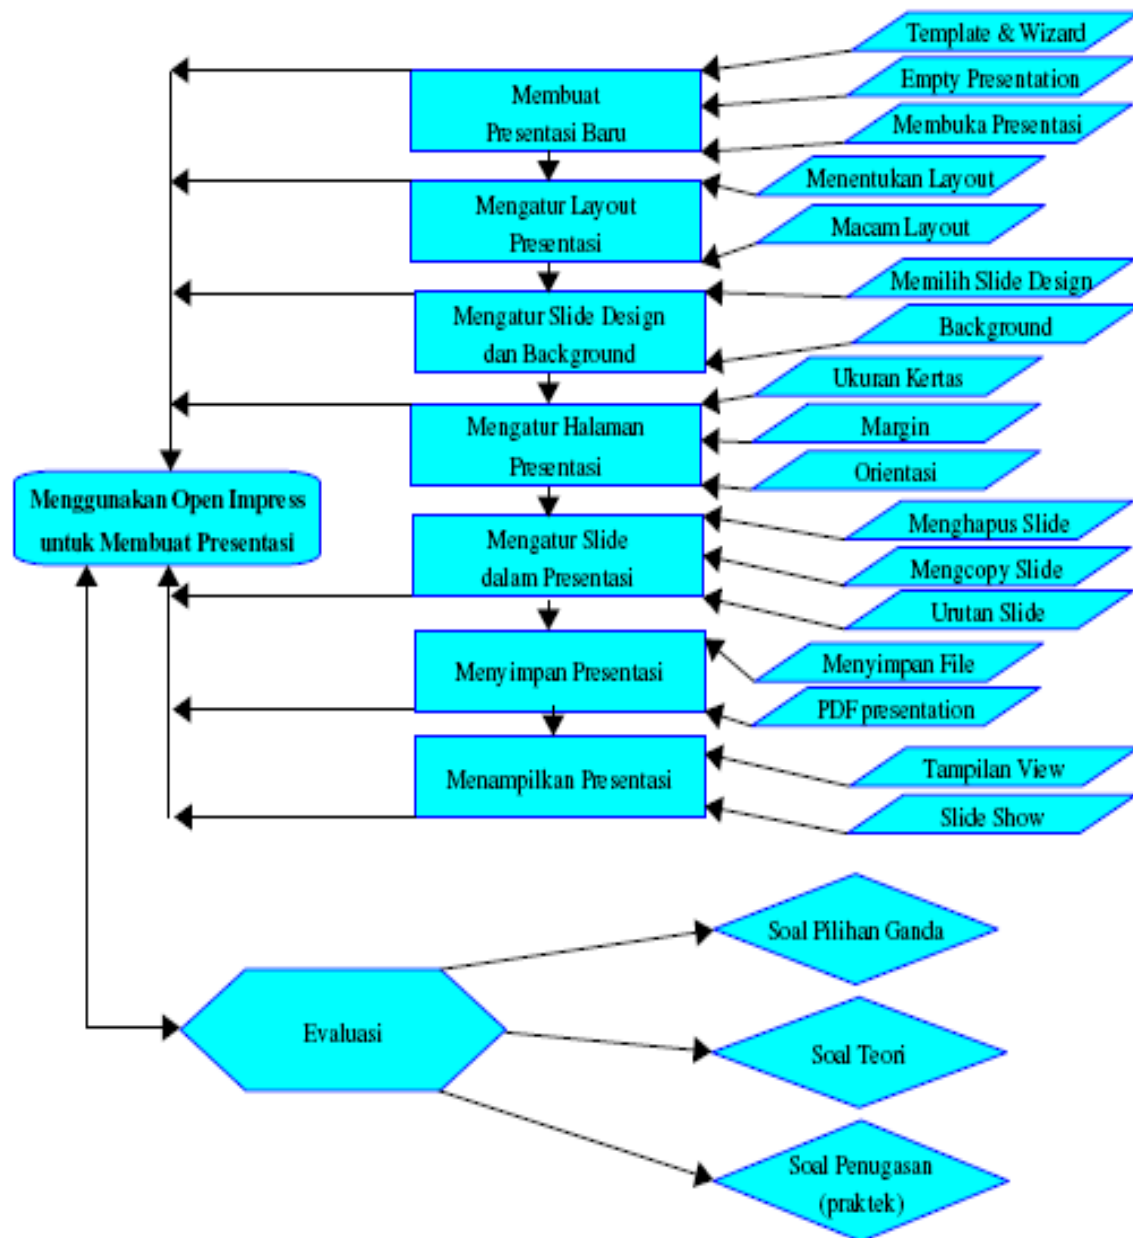 Template & Wizard
Empty Presentation
Membuka Presentasi
Membuat
Presentasi Baru
Menentukan Layout
Macam Layout
Mengatur Layout
Presentasi
Memilih Slide Design
Background
Mengatur Slide Design
dan Background
Ukuran Kertas
Margin
Orientasi
Mengatur Halaman
Presentasi
Menggunakan Open Impress
untuk Membuat Presentasi
Menghapus Slide
Mengcopy Slide
Urutan Slide
Mengatur Slide
dalam Presentasi
Menyimpan File
PDF presentation
Menyimpan Presentasi
Tampilan View
Slide Show
Menampilkan Presentasi
Soal Pilihan Ganda
Evaluasi
Soal Teori
Soal Penugasan
(praktek)